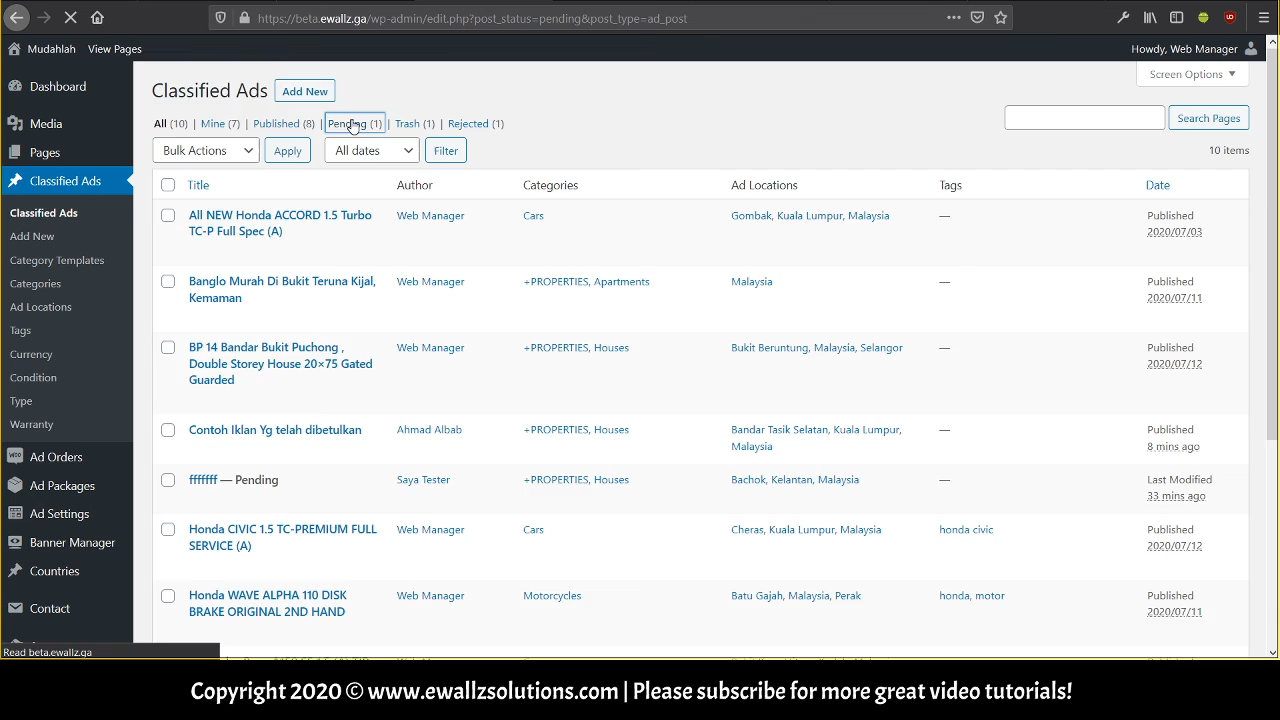 https://beta.ewallz.ga/wp-admin/edit.php?post_status=pending&post_type=ad_post
Mudahlah View Pages Howdy, Web Manager
Screen Options
Dashboard
Media
Pages
Classified Ads
Classified Ads
Add New
Category Templates
Categories
Ad Locations
Tags
Currency
Condition
Type
Warranty
Ad Orders
Ad Packages
Ad Settings
Banner Manager
Countries
Contact
Classified Ads Add New
All (10) | Mine (7) | Published (8) | Pending (1) | Trash (1) | Rejected (1)
Search Pages
Bulk Actions Apply All dates Filter 10 items
Title Author Categories Ad Locations Tags Date
All NEW Honda ACCORD 1.5 Turbo Web Manager Cars Gombak, Kuala Lumpur, Malaysia — Published
TC-P Full Spec (A) 2020/07/03
Banglo Murah Di Bukit Teruna Kijal, Web Manager +PROPERTIES, Apartments Malaysia — Published
Kemaman 2020/07/11
BP 14 Bandar Bukit Puchong , Web Manager +PROPERTIES, Houses Bukit Beruntung, Malaysia, Selangor — Published
Double Storey House 20×75 Gated 2020/07/12
Guarded
Contoh Iklan Yg telah dibetulkan Ahmad Albab +PROPERTIES, Houses Bandar Tasik Selatan, Kuala Lumpur, — Published
Malaysia 8 mins ago
fffffff — Pending Saya Tester +PROPERTIES, Houses Bachok, Kelantan, Malaysia — Last Modified
33 mins ago
Honda CIVIC 1.5 TC-PREMIUM FULL Web Manager Cars Cheras, Kuala Lumpur, Malaysia honda civic Published
SERVICE (A) 2020/07/12
Honda WAVE ALPHA 110 DISK Web Manager Motorcycles Batu Gajah, Malaysia, Perak honda, motor Published
BRAKE ORIGINAL 2ND HAND 2020/07/11
Read beta.ewallz.ga
Copyright 2020 © www.ewallzsolutions.com | Please subscribe for more great video tutorials!